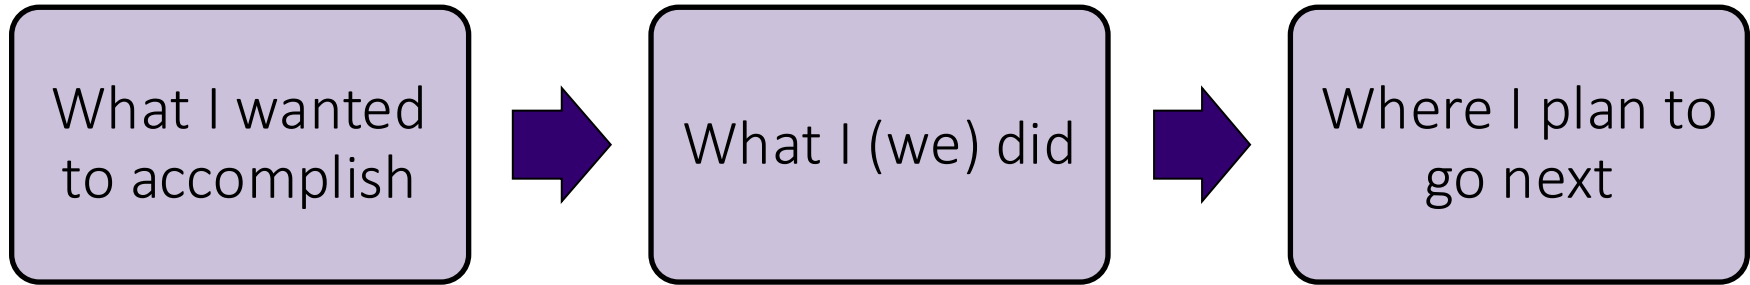 What I wanted
to accomplish
What I (we) did
Where I plan to
go next